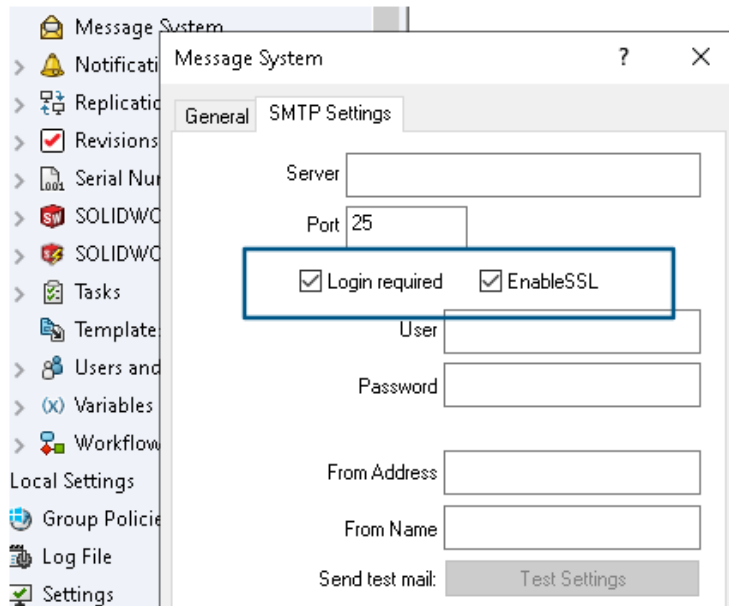 Message System
Notificati
Replicatio
Revisions
Serial Nur
SOLIDWO
SOLIDWO
Tasks
Template
Users and
(x) Variables
Workflow
Local Settings
Group Policie
Log File
Settings
Message System ?
General SMTP Settings
Server
Port 25
Login required EnableSSL
User
Password
From Address
From Name
Send test mail: Test Settings